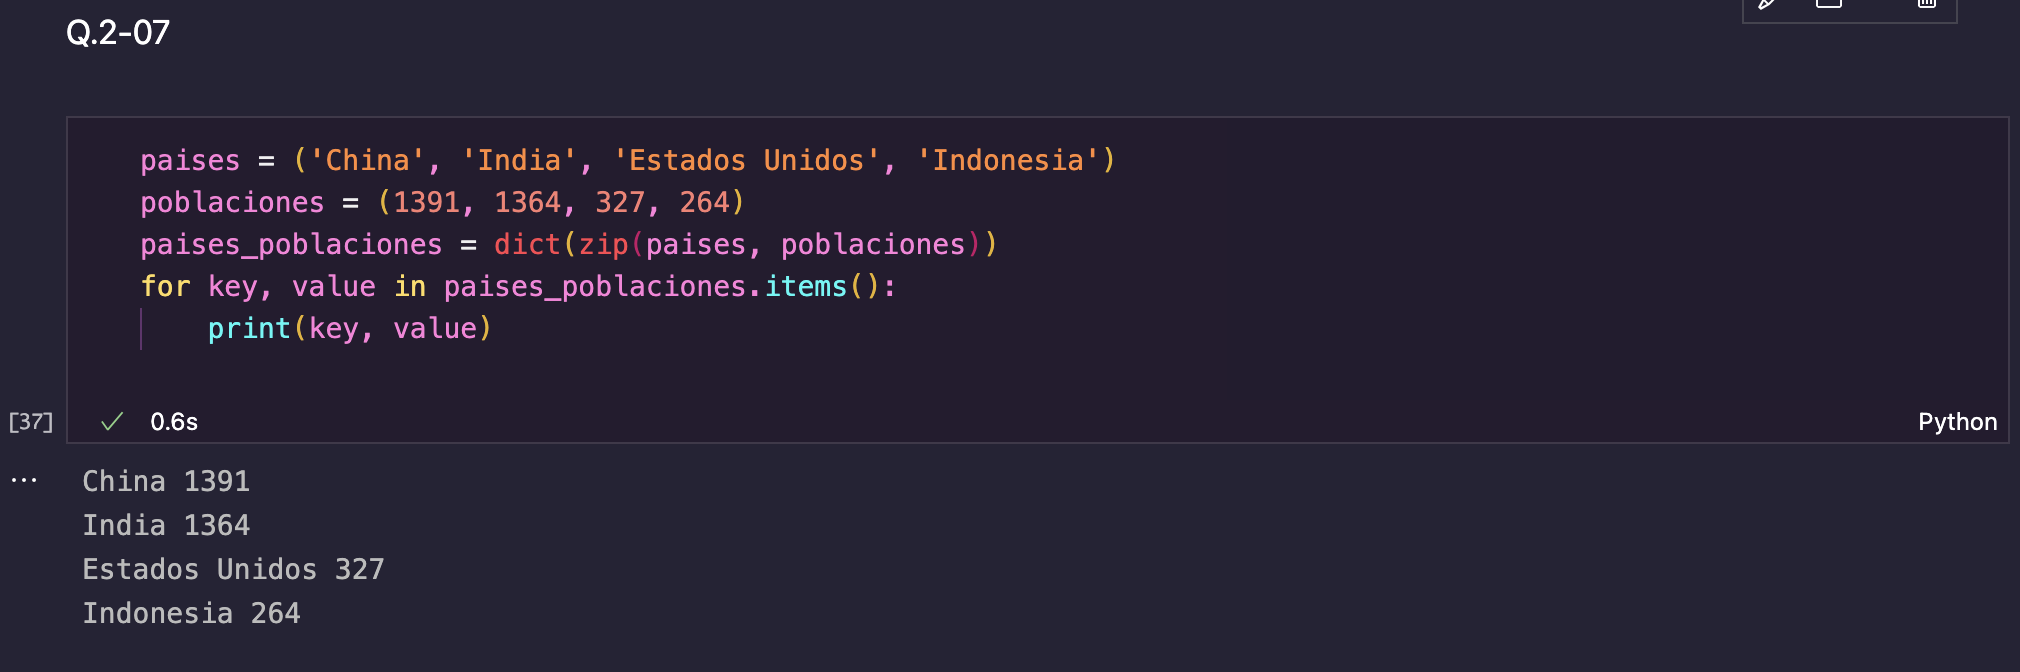 Q.2-07
paises = ('China', 'India', 'Estados Unidos', 'Indonesia')
poblaciones = (1391, 1364, 327, 264)
paises_poblaciones = dict(zip(paises, poblaciones))
for key, value in paises_poblaciones.items():
    print(key, value)
[37]
0.6s
Python
...
China 1391
India 1364
Estados Unidos 327
Indonesia 264